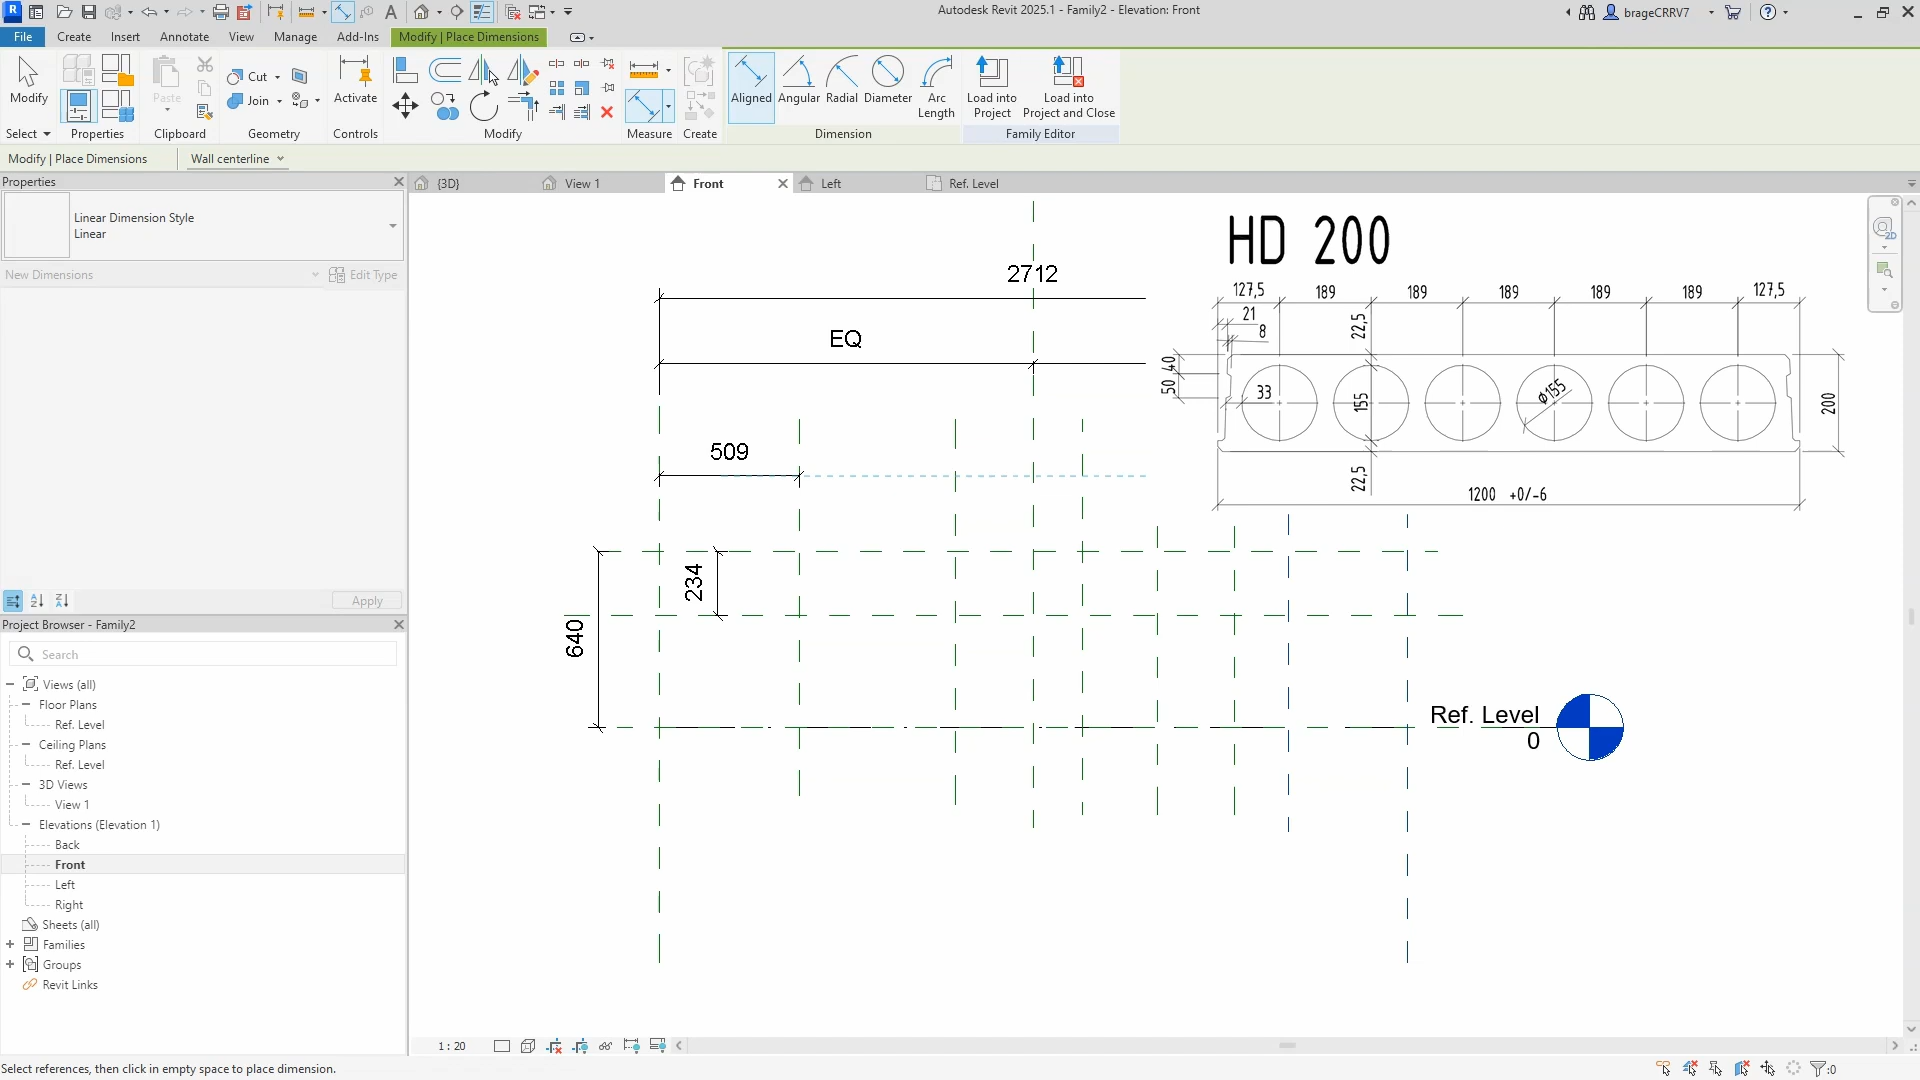 Autodesk Revit 2025.1 - Family2 - Elevation: Front
brageCRRV7
File
Create
Insert
Annotate
View
Manage
Add-Ins
Modify | Place Dimensions
Modify
Cut
Join
Paste
Activate
Aligned
Angular
Radial
Diameter
Arc
Length
Load into
Project
Load into
Project and Close
Select
Properties
Clipboard
Geometry
Controls
Modify
Measure
Create
Dimension
Family Editor
Modify | Place Dimensions
Wall centerline
Properties
Linear Dimension Style
Linear
New Dimensions
Edit Type
Apply
Project Browser - Family2
Search
Views (all)
Floor Plans
Ref. Level
Ceiling Plans
Ref. Level
3D Views
View 1
Elevations (Elevation 1)
Back
Front
Left
Right
Sheets (all)
Families
Groups
Revit Links
{3D}
View 1
Front
Left
Ref. Level
2712
EQ
509
234
640
Ref. Level
0
HD 200
127,5
189
189
189
189
189
127,5
21
8
22,5
40
50
33
155
Ø155
200
22,5
1200 +0/-6
2D
1 : 20
Select references, then click in empty space to place dimension.
:0